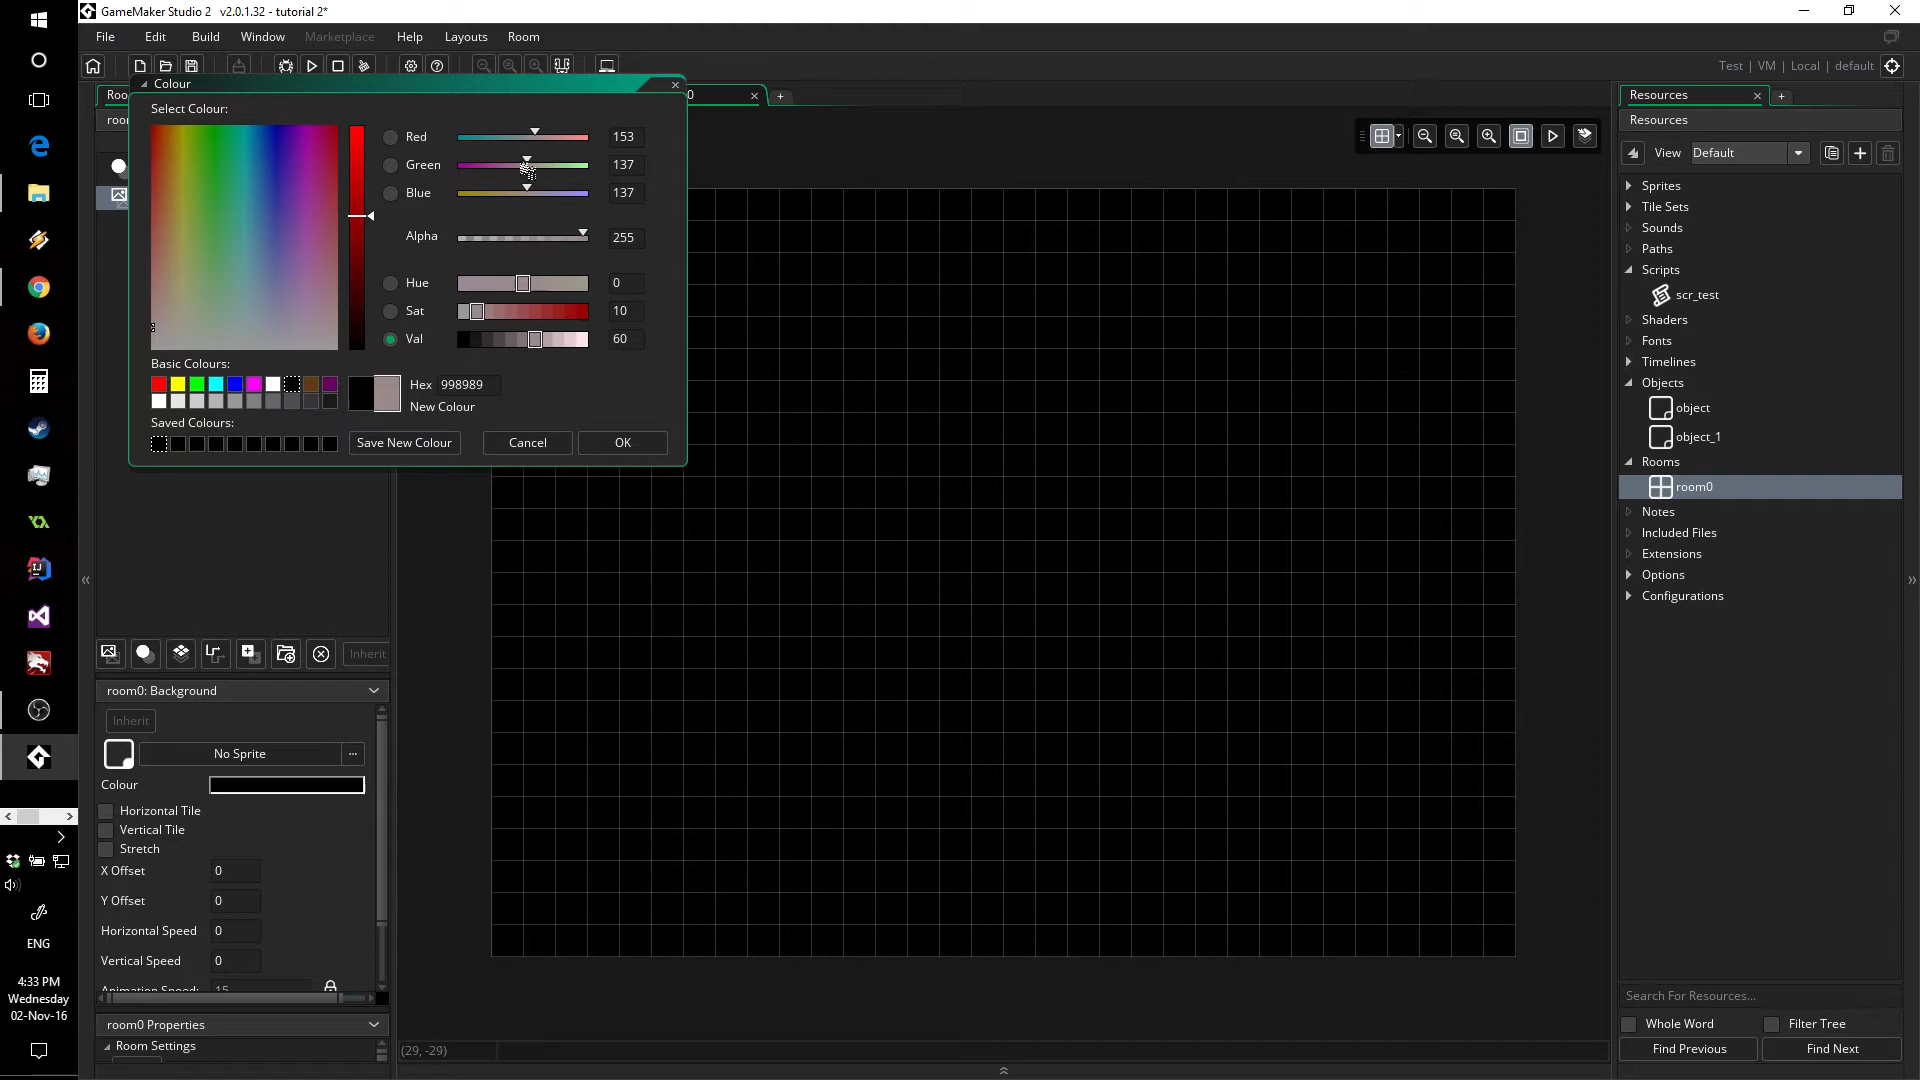 GameMaker Studio 2 v2.0.1.32 - tutorial 2*
File Edit Build Window Marketplace Help Layouts Room
Test | VM | Local | default
Roo
0
room
Colour
Select Colour:
Red 153
Green 137
Blue 137
Alpha 255
Hue 0
Sat 10
Val 60
Basic Colours:
Hex 998989
New Colour
Saved Colours:
Save New Colour Cancel OK
Inherit
room0: Background
Inherit
No Sprite ...
Colour
Horizontal Tile
Vertical Tile
Stretch
X Offset 0
Y Offset 0
Horizontal Speed 0
Vertical Speed 0
Animation Speed: 15
room0 Properties
Room Settings
(29, -29)
Resources
Resources
View Default
Sprites
Tile Sets
Sounds
Paths
Scripts
scr_test
Shaders
Fonts
Timelines
Objects
object
object_1
Rooms
room0
Notes
Included Files
Extensions
Options
Configurations
Search For Resources...
Whole Word Filter Tree
Find Previous Find Next
ENG
4:33 PM
Wednesday
02-Nov-16